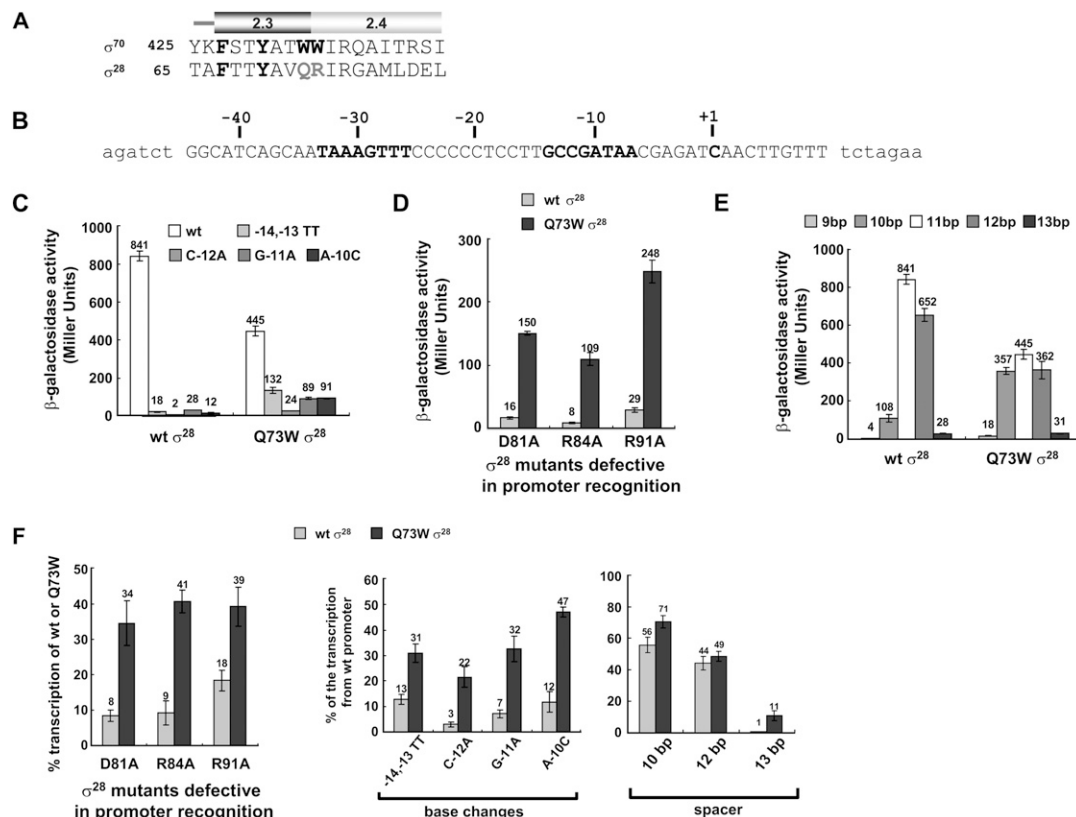 A
2.3 2.4
σ70 425 YKFSTYATWWIRQAITRSI
σ28 65 TAFTTYAVQRIRGAMLDEL
B
-40 -30 -20 -10 +1
agatct GGCATCAGCAATAAAGTTTCCCCCCTCCTTGCCGATAACGAGATCAACTTGTTT tctagaa
C
wt -14,-13 TT
C-12A G-11A A-10C
β-galactosidase activity
(Miller Units)
1000
800
600
400
200
0
841
18
2
28
12
445
132
24
89
91
wt σ28 Q73W σ28
D
wt σ28
Q73W σ28
β-galactosidase activity
(Miller Units)
300
200
150
50
0
16
150
8
109
29
248
D81A R84A R91A
σ28 mutants defective
in promoter recognition
E
9bp 10bp 11bp 12bp 13bp
β-galactosidase activity
(Miller Units)
1000
800
600
400
200
0
4
108
841
652
28
18
357
445
362
31
wt σ28 Q73W σ28
F
wt σ28 Q73W σ28
% transcription of wt or Q73W
50
40
30
20
10
0
8
34
9
41
18
39
D81A R84A R91A
σ28 mutants defective
in promoter recognition
% of the transcription
from wt promoter
60
50
40
30
20
10
0
13
31
3
22
7
32
12
47
-14,-13 TT C-12A G-11A A-10C
base changes
100
80
60
40
20
0
56
71
44
49
1
11
10 bp 12 bp 13 bp
spacer